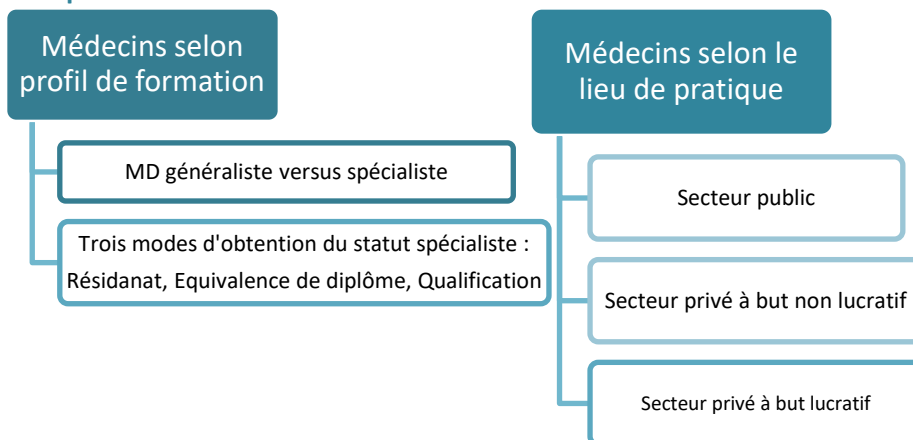 Médecins selon
profil de formation
MD généraliste versus spécialiste
Trois modes d'obtention du statut spécialiste :
Résidanat, Equivalence de diplôme, Qualification
Médecins selon le
lieu de pratique
Secteur public
Secteur privé à but non lucratif
Secteur privé à but lucratif